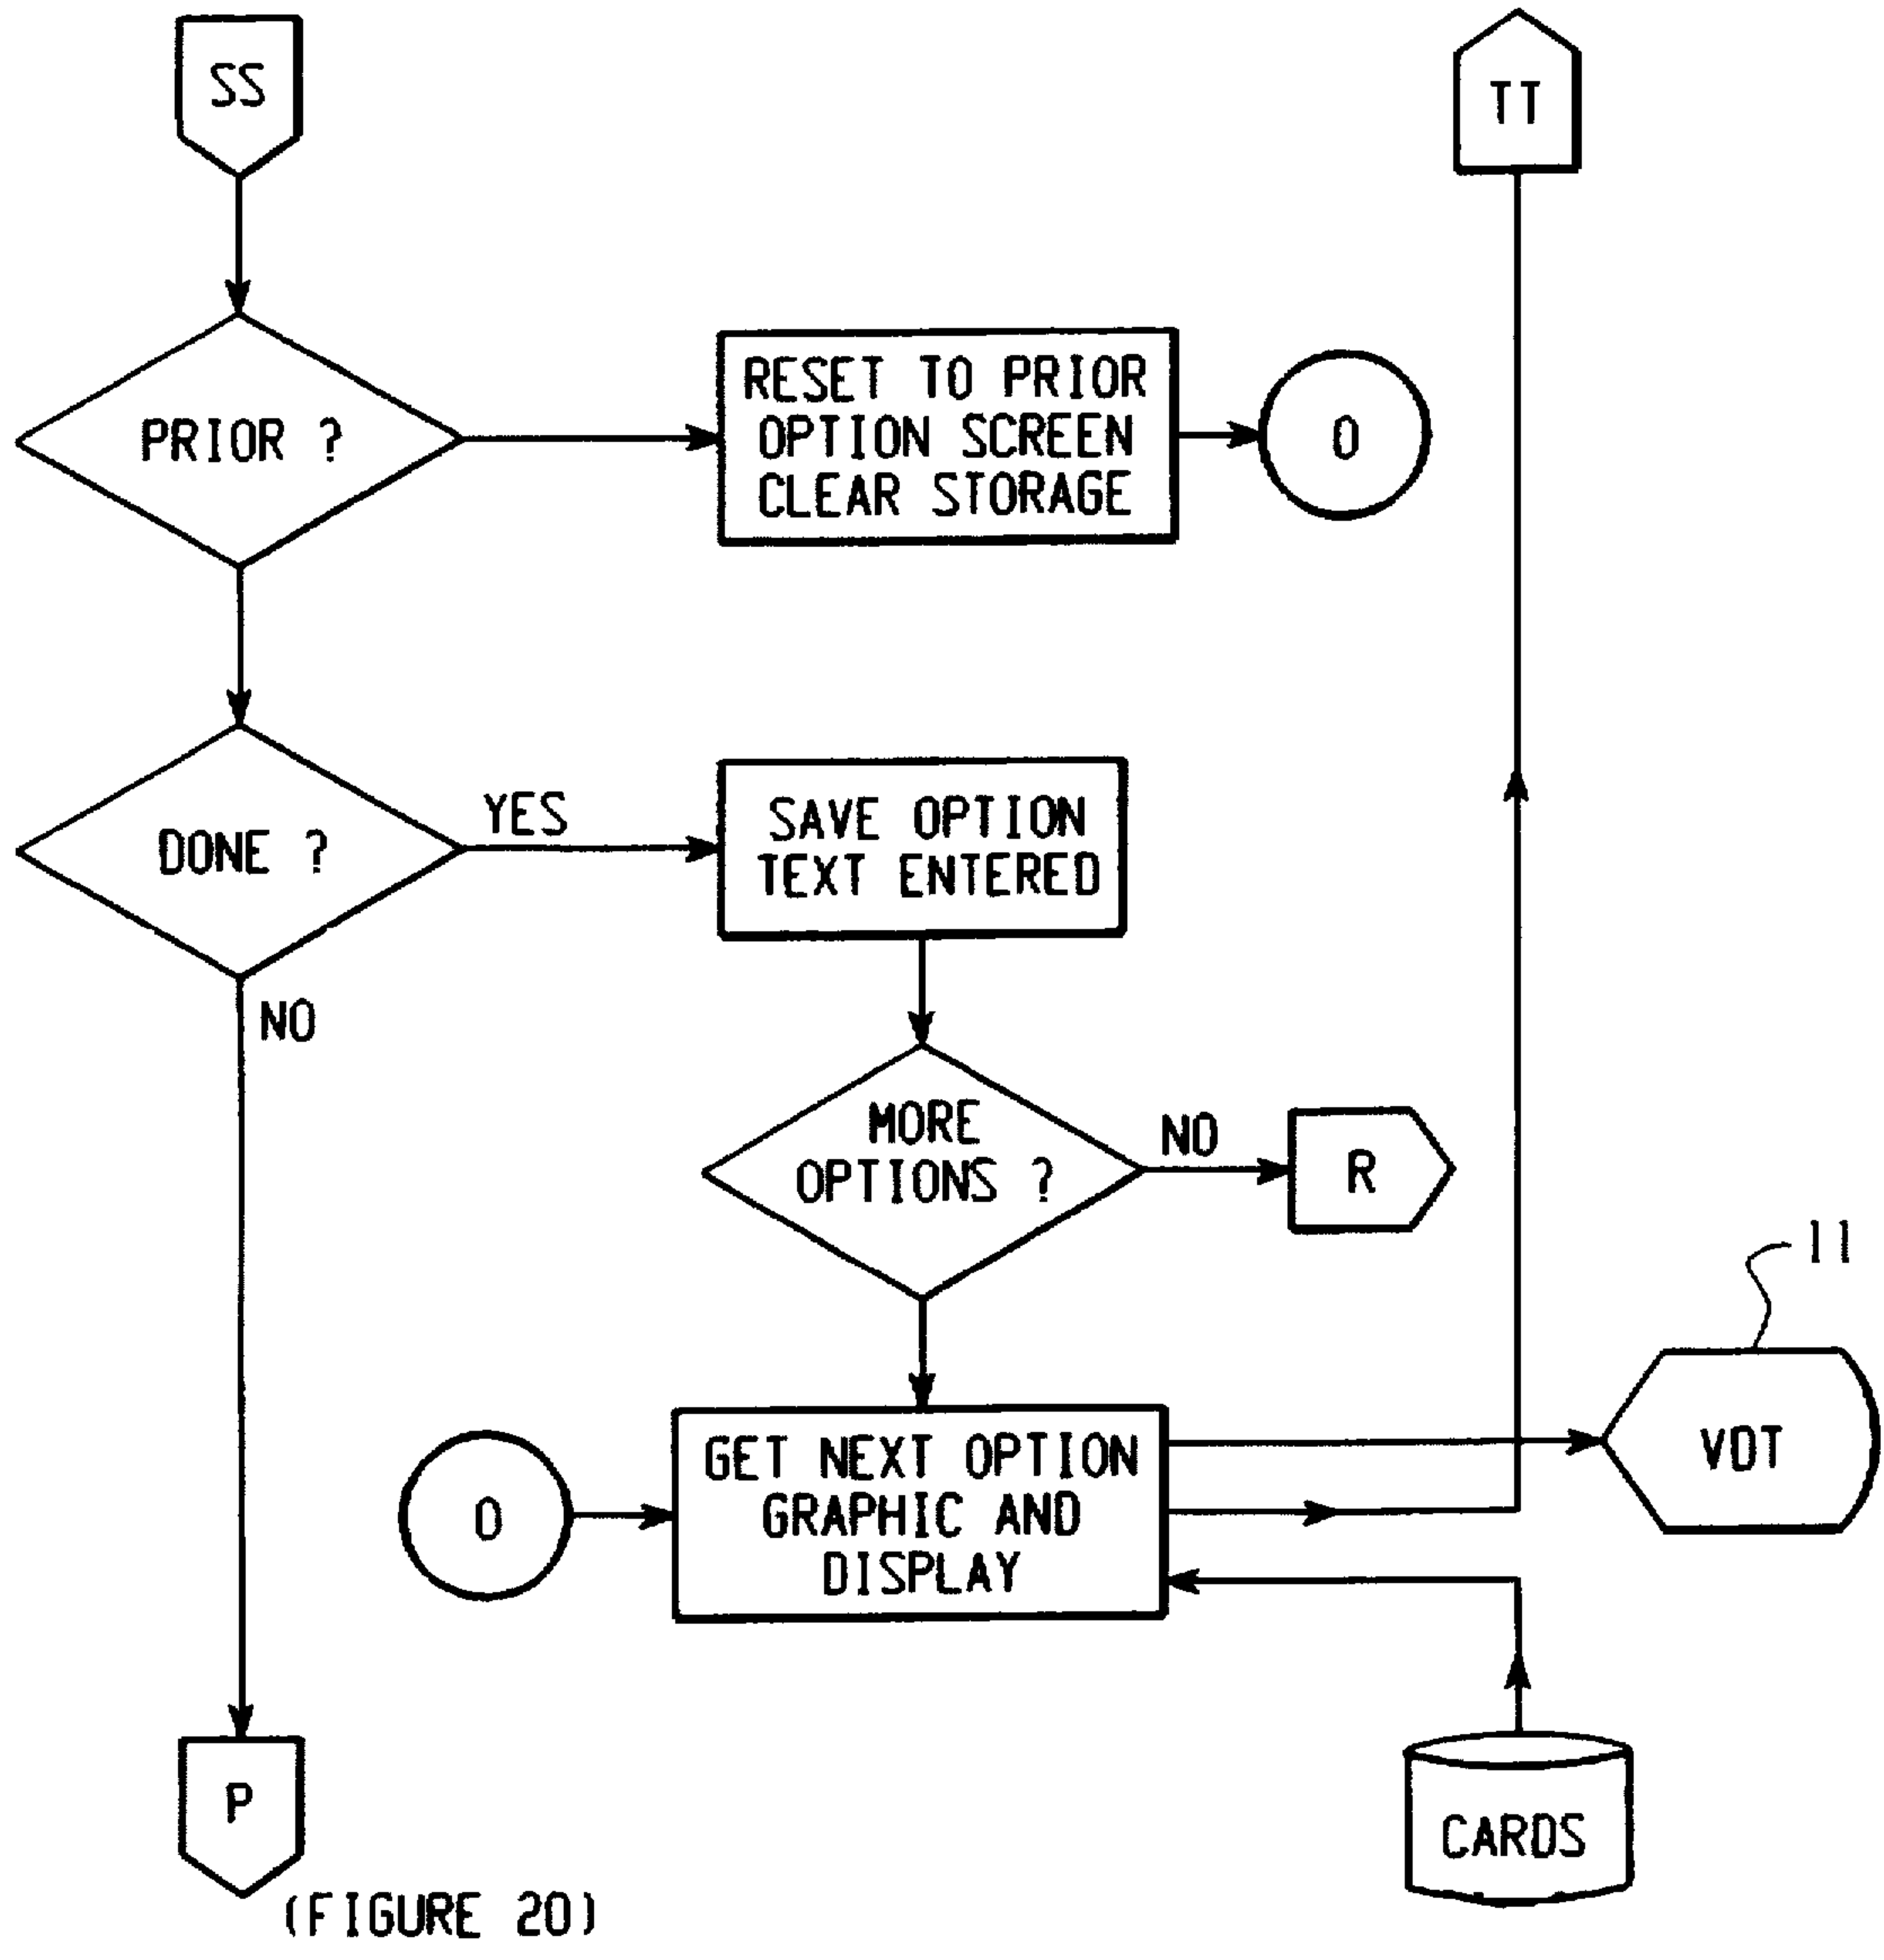 SS
TT
PRIOR ?
RESET TO PRIOR
OPTION SCREEN
CLEAR STORAGE
O
DONE ?
YES
SAVE OPTION
TEXT ENTERED
NO
MORE
OPTIONS ?
NO
R
11
VDT
O
GET NEXT OPTION
GRAPHIC AND
DISPLAY
P
CARDS
(FIGURE 20)